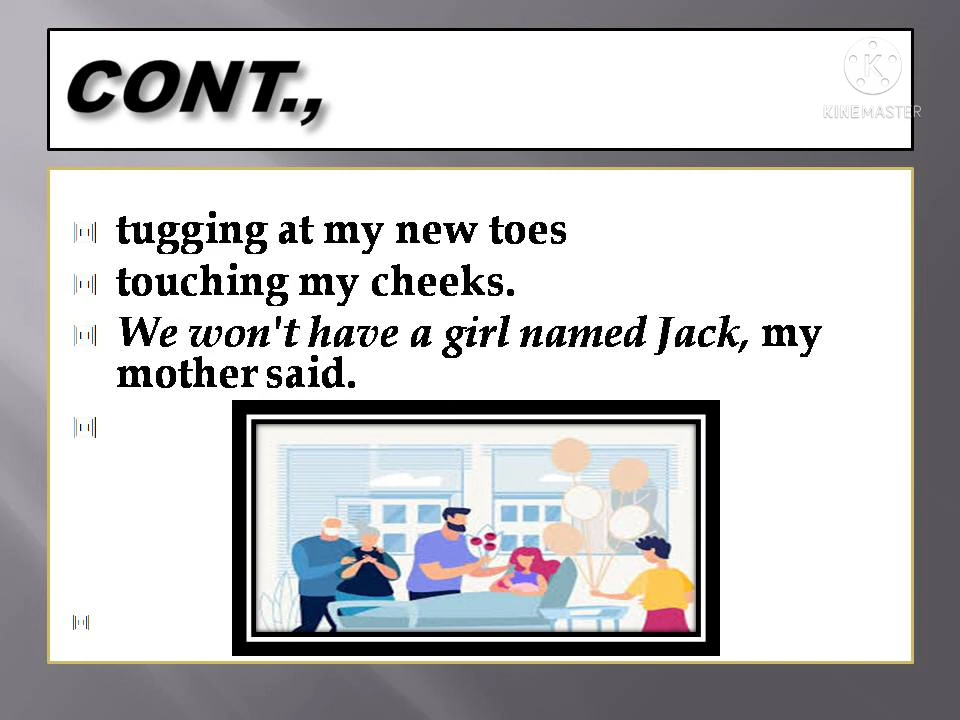 CONT.,
K
KINEMASTER
tugging at my new toes
touching my cheeks.
We won't have a girl named Jack, my
mother said.